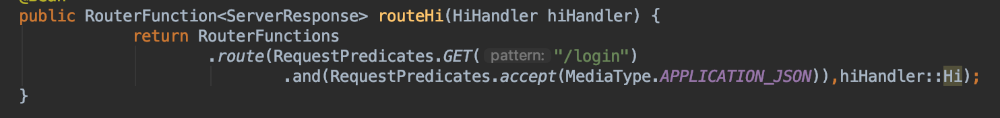 @Bean
public RouterFunction<ServerResponse> routeHi(HiHandler hiHandler) {
return RouterFunctions
.route(RequestPredicates.GET( pattern: "/login")
.and(RequestPredicates.accept(MediaType.APPLICATION_JSON)),hiHandler::Hi);
}